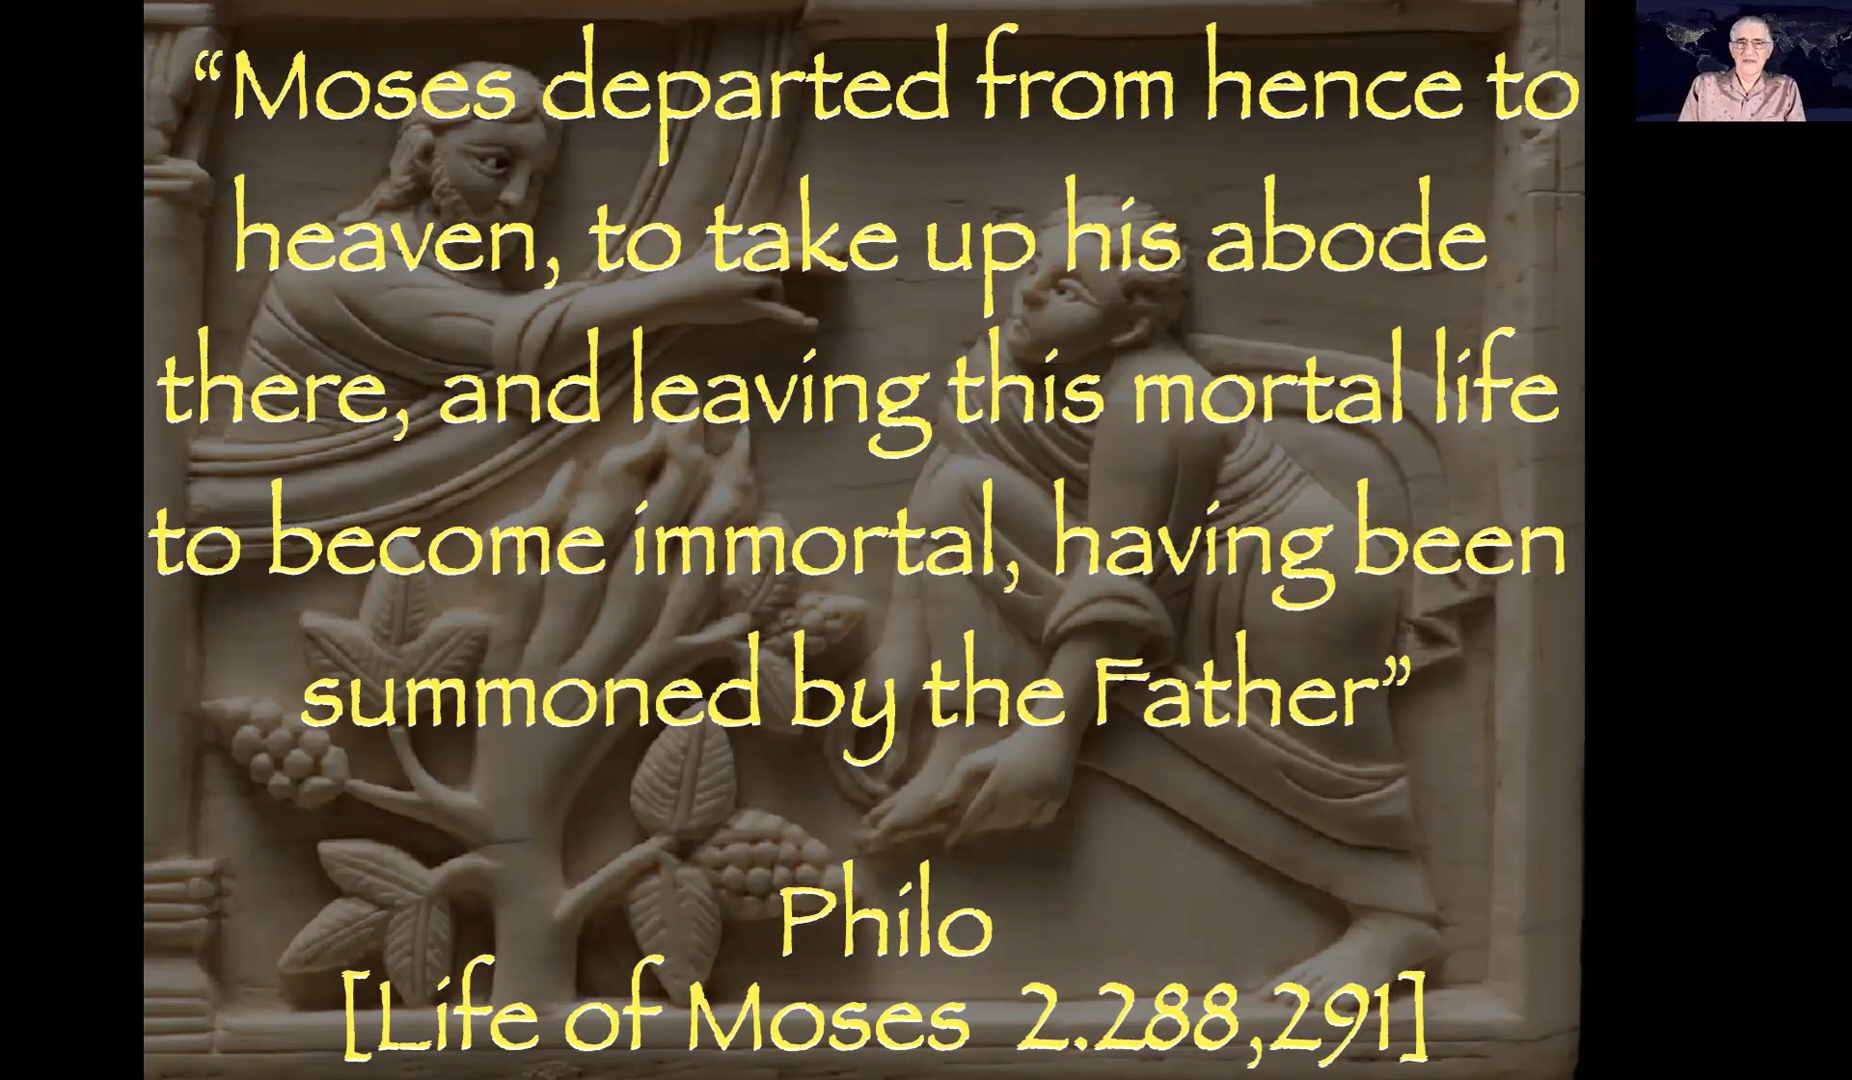 “Moses departed from hence to
heaven, to take up his abode
there, and leaving this mortal life
to become immortal, having been
summoned by the Father”
Philo
[Life of Moses 2.288,291]